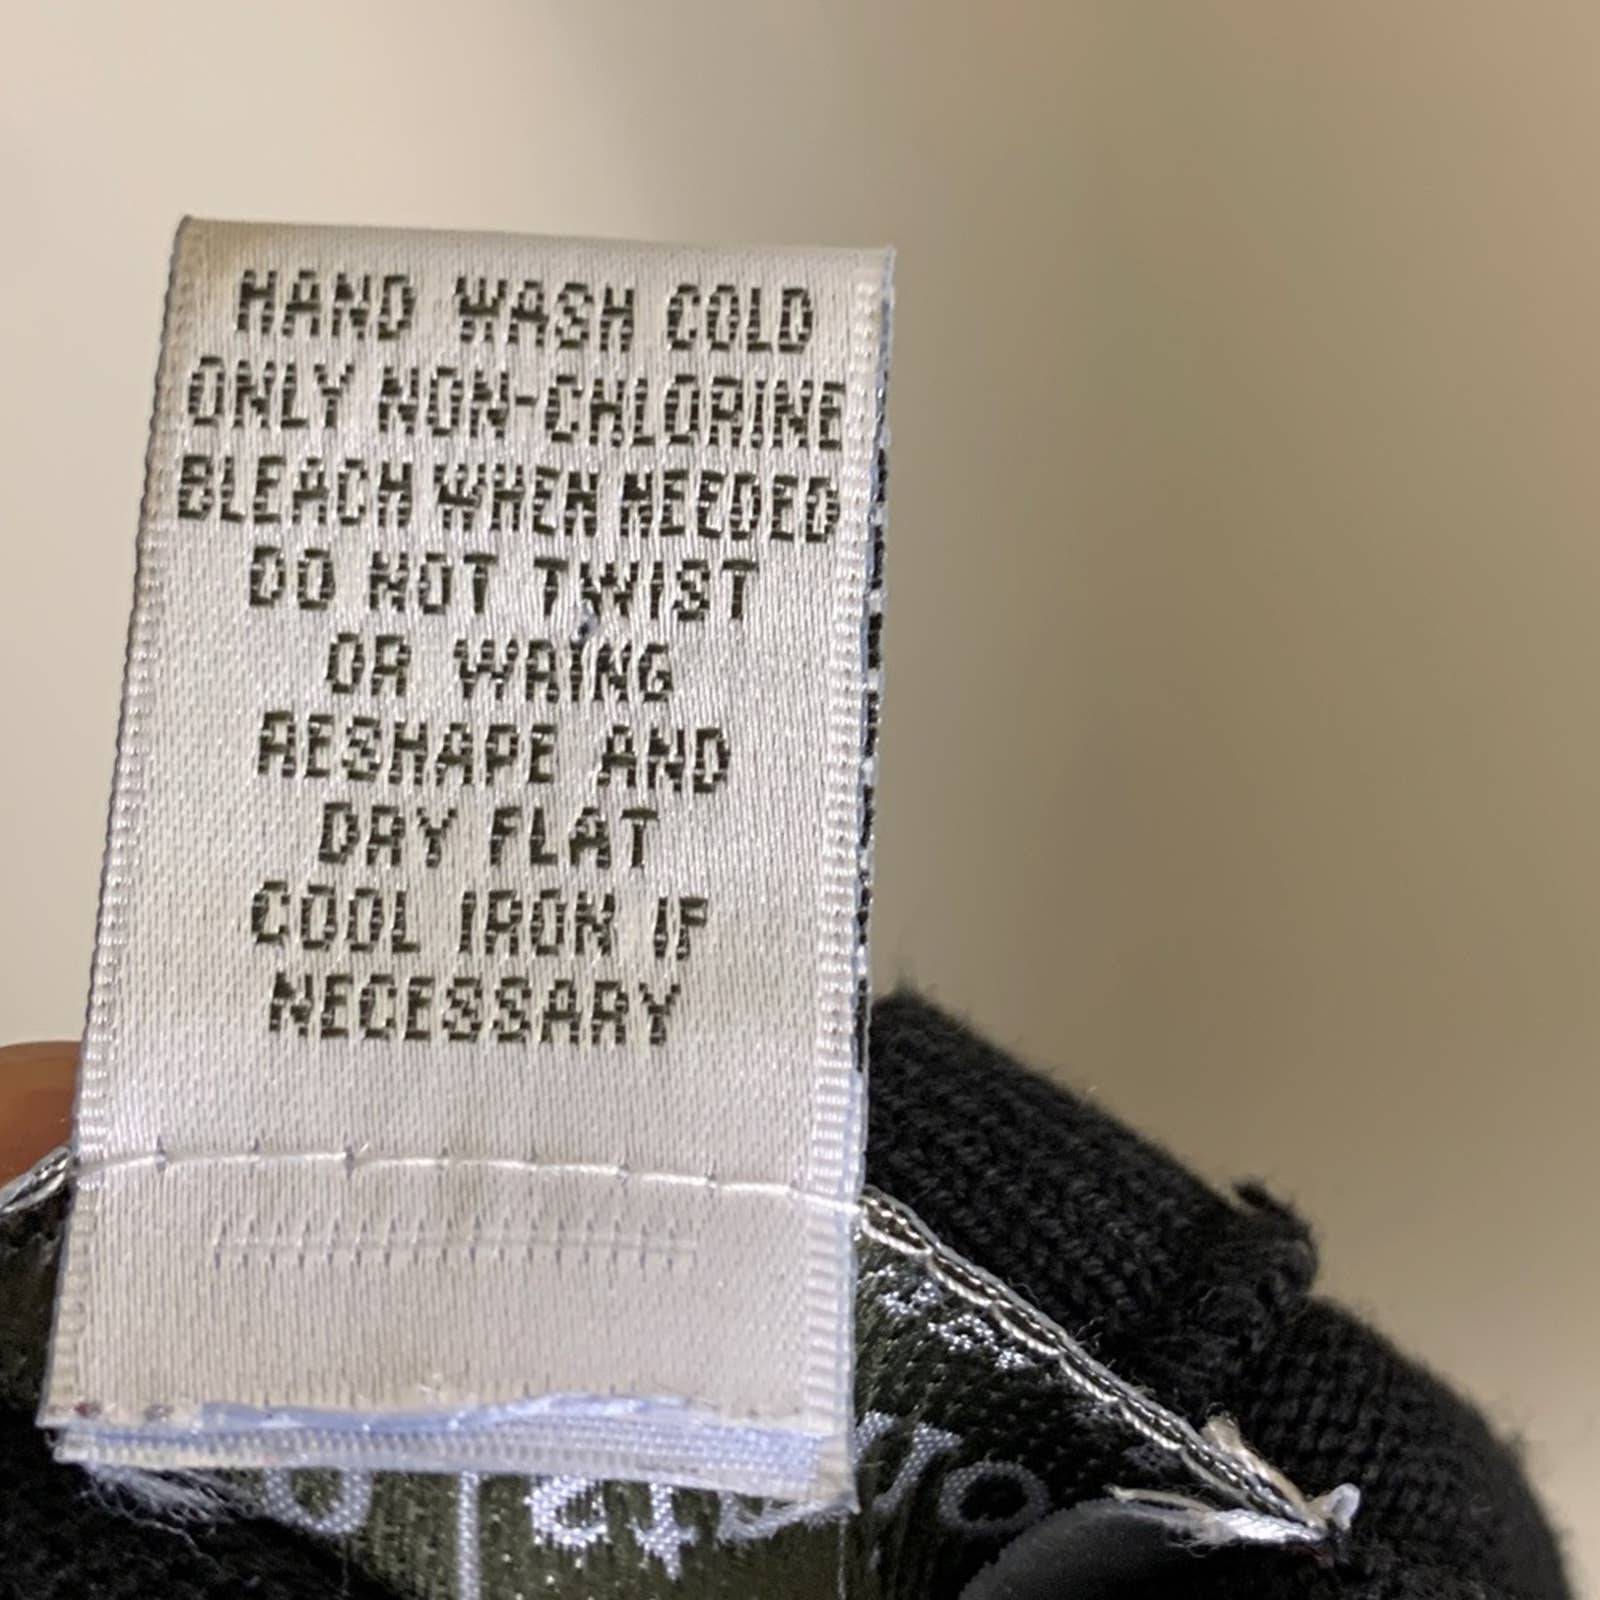 HAND WASH COLD
ONLY NON-CHLORINE
BLEACH WHEN NEEDED
DO NOT TWIST
OR WRING
RESHAPE AND
DRY FLAT
COOL IRON IF
NECESSARY